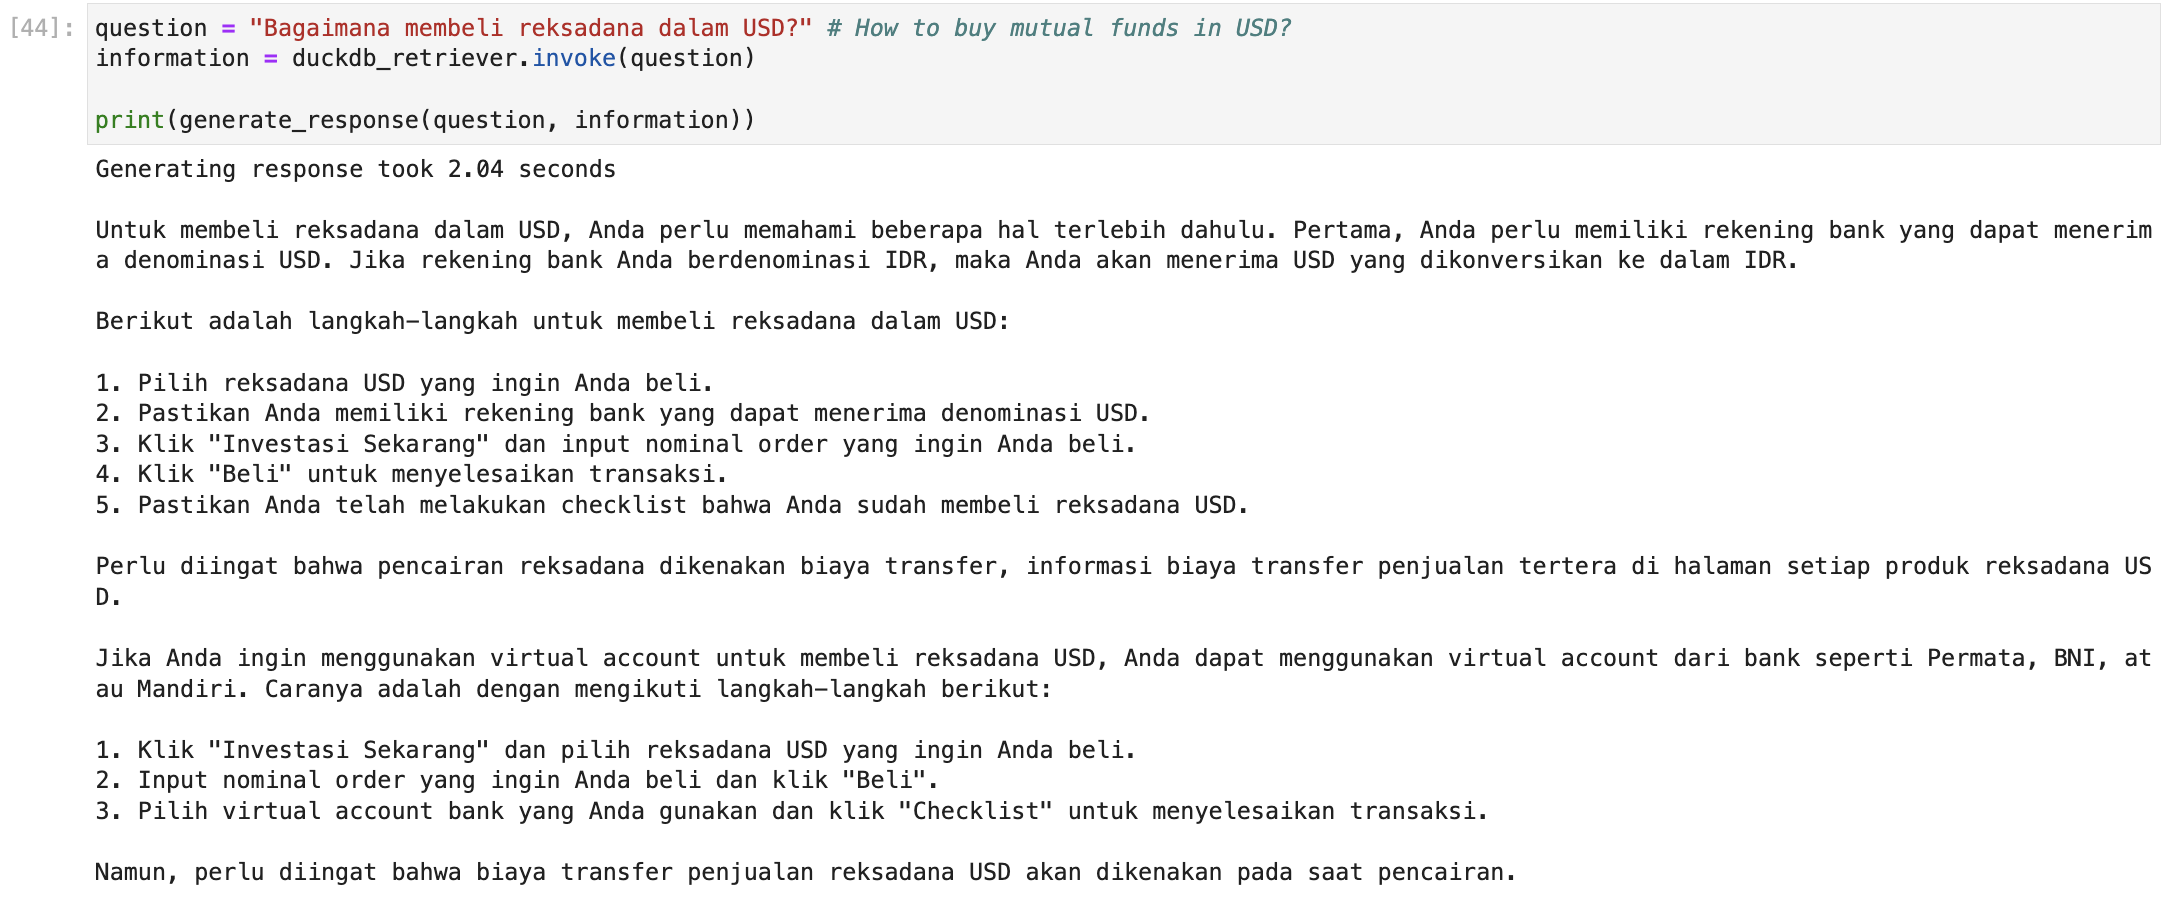 [44]: question = "Bagaimana membeli reksadana dalam USD?" # How to buy mutual funds in USD?
information = duckdb_retriever.invoke(question)
print(generate_response(question, information))
Generating response took 2.04 seconds
Untuk membeli reksadana dalam USD, Anda perlu memahami beberapa hal terlebih dahulu. Pertama, Anda perlu memiliki rekening bank yang dapat menerim
a denominasi USD. Jika rekening bank Anda berdenominasi IDR, maka Anda akan menerima USD yang dikonversikan ke dalam IDR.
Berikut adalah langkah-langkah untuk membeli reksadana dalam USD:
1. Pilih reksadana USD yang ingin Anda beli.
2. Pastikan Anda memiliki rekening bank yang dapat menerima denominasi USD.
3. Klik "Investasi Sekarang" dan input nominal order yang ingin Anda beli.
4. Klik "Beli" untuk menyelesaikan transaksi.
5. Pastikan Anda telah melakukan checklist bahwa Anda sudah membeli reksadana USD.
Perlu diingat bahwa pencairan reksadana dikenakan biaya transfer, informasi biaya transfer penjualan tertera di halaman setiap produk reksadana US
D.
Jika Anda ingin menggunakan virtual account untuk membeli reksadana USD, Anda dapat menggunakan virtual account dari bank seperti Permata, BNI, at
au Mandiri. Caranya adalah dengan mengikuti langkah-langkah berikut:
1. Klik "Investasi Sekarang" dan pilih reksadana USD yang ingin Anda beli.
2. Input nominal order yang ingin Anda beli dan klik "Beli".
3. Pilih virtual account bank yang Anda gunakan dan klik "Checklist" untuk menyelesaikan transaksi.
Namun, perlu diingat bahwa biaya transfer penjualan reksadana USD akan dikenakan pada saat pencairan.